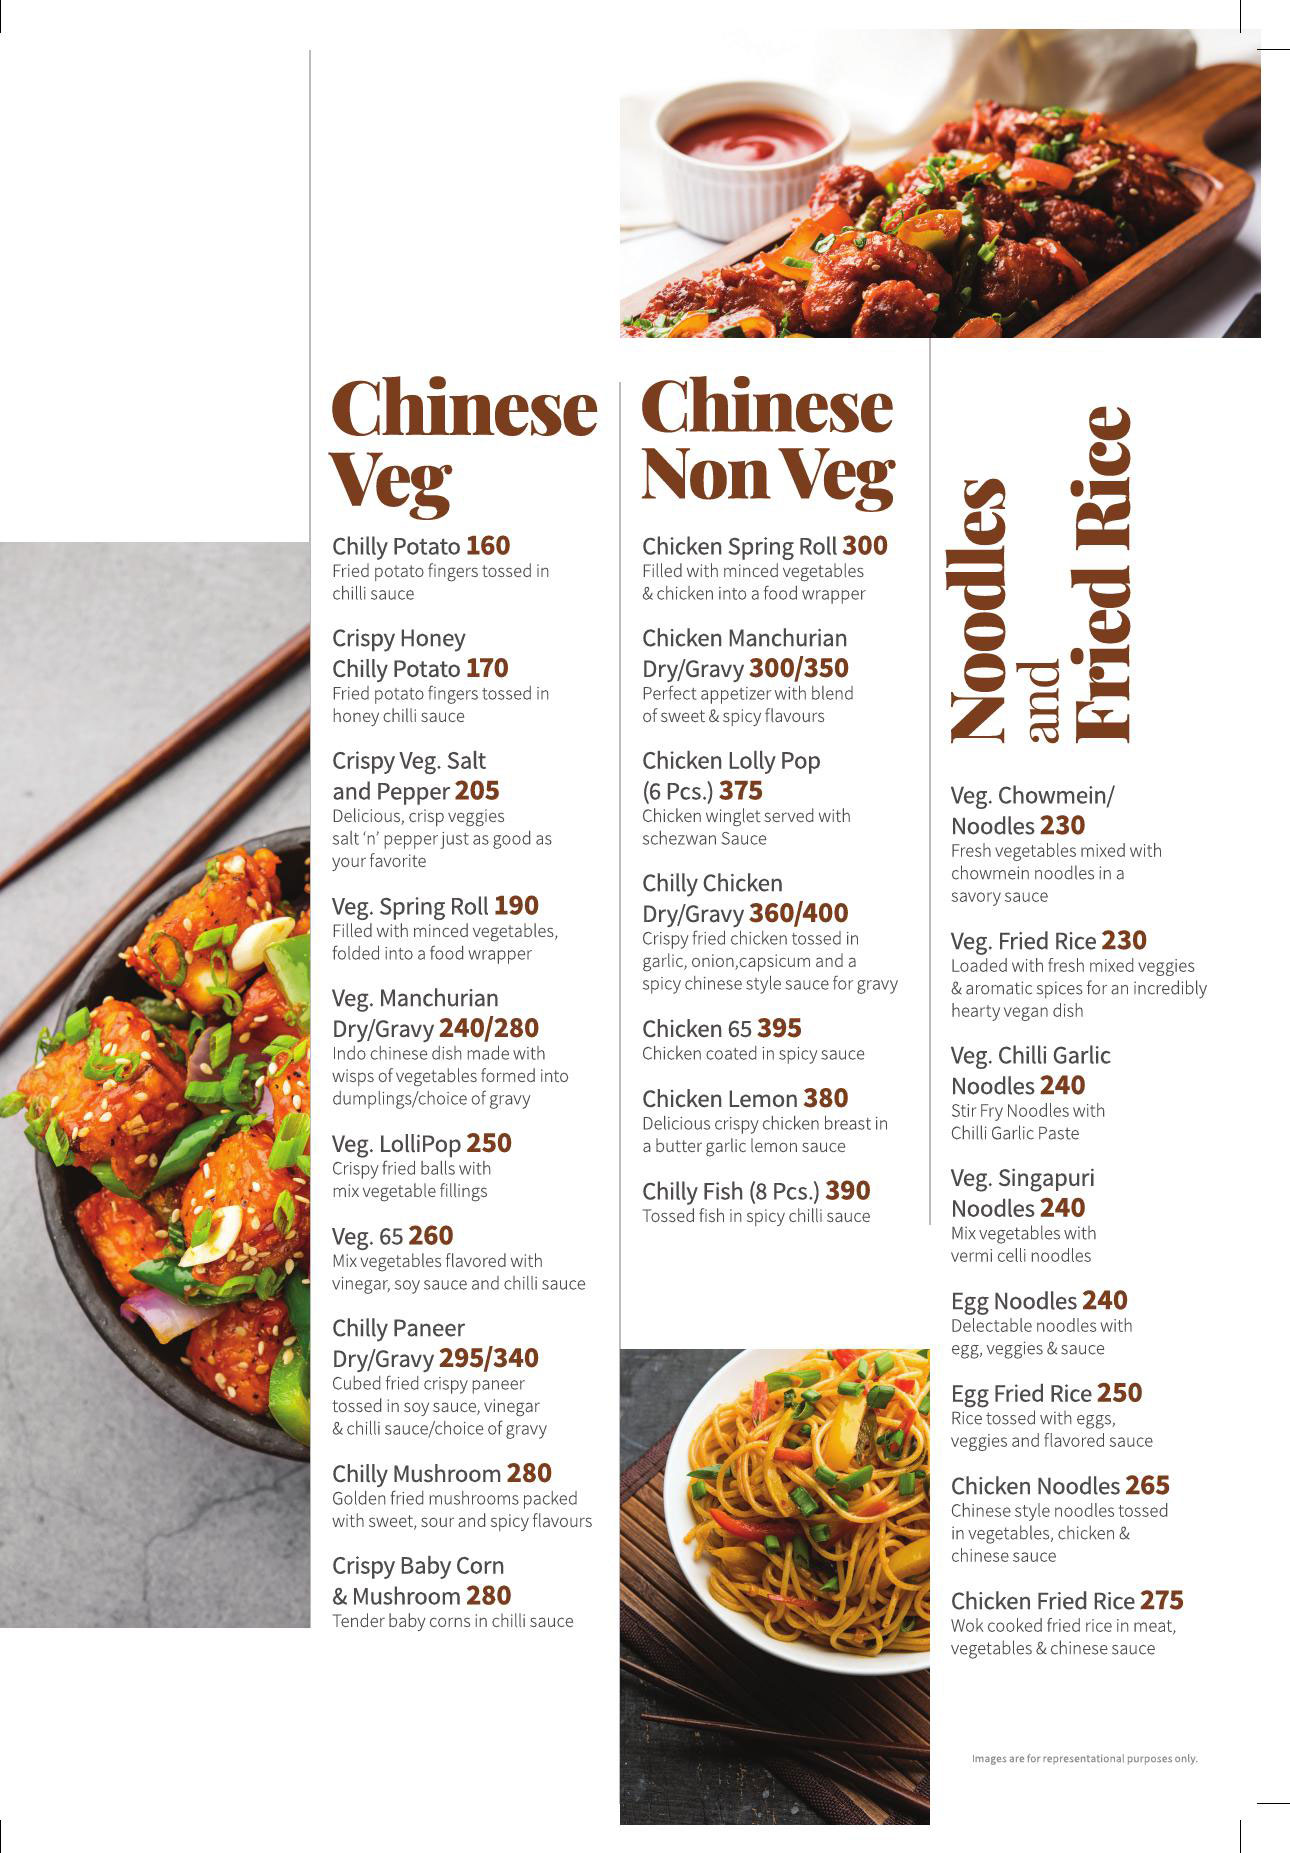 Chinese
Veg
Chilly Potato 160
Fried potato fingers tossed in
chilli sauce
Crispy Honey
Chilly Potato 170
Fried potato fingers tossed in
honey chilli sauce
Crispy Veg. Salt
and Pepper 205
Delicious, crisp veggies
salt ‘n’ pepper just as good as
your favorite
Veg. Spring Roll 190
Filled with minced vegetables,
folded into a food wrapper
Veg. Manchurian
Dry/Gravy 240/280
Indo chinese dish made with
wisps of vegetables formed into
dumplings/choice of gravy
Veg. LolliPop 250
Crispy fried balls with
mix vegetable fillings
Veg. 65 260
Mix vegetables flavored with
vinegar, soy sauce and chilli sauce
Chilly Paneer
Dry/Gravy 295/340
Cubed fried crispy paneer
tossed in soy sauce, vinegar
& chilli sauce/choice of gravy
Chilly Mushroom 280
Golden fried mushrooms packed
with sweet, sour and spicy flavours
Crispy Baby Corn
& Mushroom 280
Tender baby corns in chilli sauce
Chinese
Non Veg
Chicken Spring Roll 300
Filled with minced vegetables
& chicken into a food wrapper
Chicken Manchurian
Dry/Gravy 300/350
Perfect appetizer with blend
of sweet & spicy flavours
Chicken Lolly Pop
(6 Pcs.) 375
Chicken winglet served with
schezwan Sauce
Chilly Chicken
Dry/Gravy 360/400
Crispy fried chicken tossed in
garlic, onion,capsicum and a
spicy chinese style sauce for gravy
Chicken 65 395
Chicken coated in spicy sauce
Chicken Lemon 380
Delicious crispy chicken breast in
a butter garlic lemon sauce
Chilly Fish (8 Pcs.) 390
Tossed fish in spicy chilli sauce
Noodles
and
Fried Rice
Veg. Chowmein/
Noodles 230
Fresh vegetables mixed with
chowmein noodles in a
savory sauce
Veg. Fried Rice 230
Loaded with fresh mixed veggies
& aromatic spices for an incredibly
hearty vegan dish
Veg. Chilli Garlic
Noodles 240
Stir Fry Noodles with
Chilli Garlic Paste
Veg. Singapuri
Noodles 240
Mix vegetables with
vermi celli noodles
Egg Noodles 240
Delectable noodles with
egg, veggies & sauce
Egg Fried Rice 250
Rice tossed with eggs,
veggies and flavored sauce
Chicken Noodles 265
Chinese style noodles tossed
in vegetables, chicken &
chinese sauce
Chicken Fried Rice 275
Wok cooked fried rice in meat,
vegetables & chinese sauce
Images are for representational purposes only.